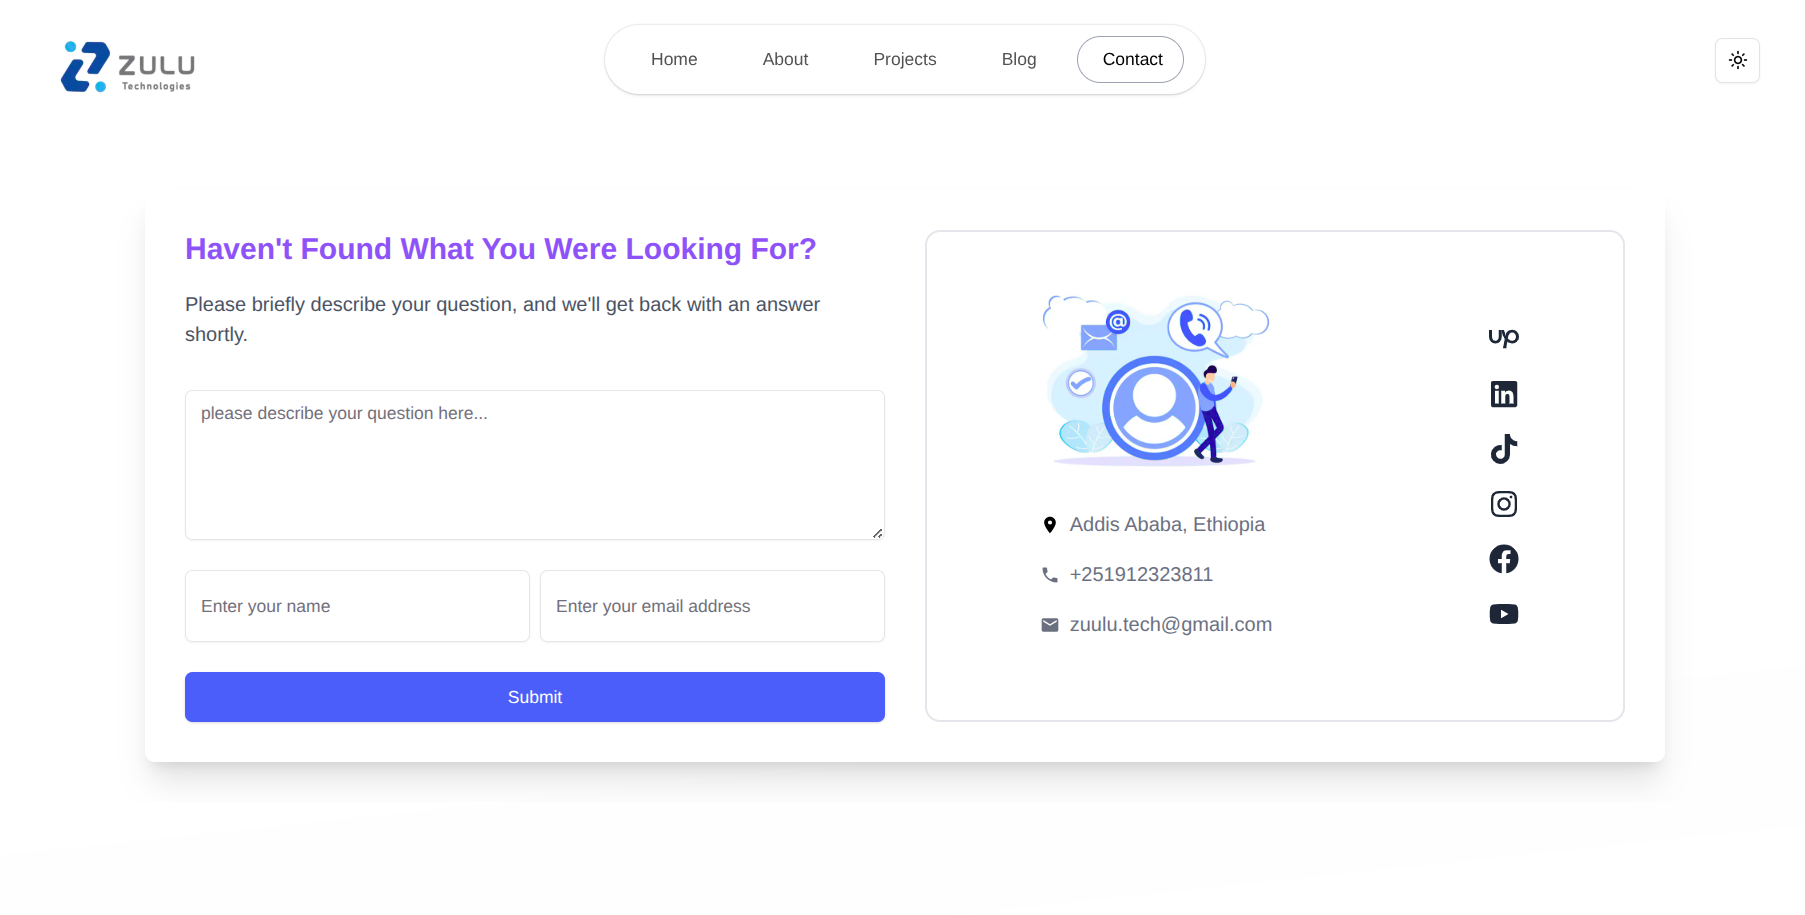 ZULU
Technologies
Home
About
Projects
Blog
Contact
Haven't Found What You Were Looking For?
Please briefly describe your question, and we'll get back with an answer
shortly.
please describe your question here...
Enter your name
Enter your email address
Submit
@
Addis Ababa, Ethiopia
+251912323811
zuulu.tech@gmail.com
up
in